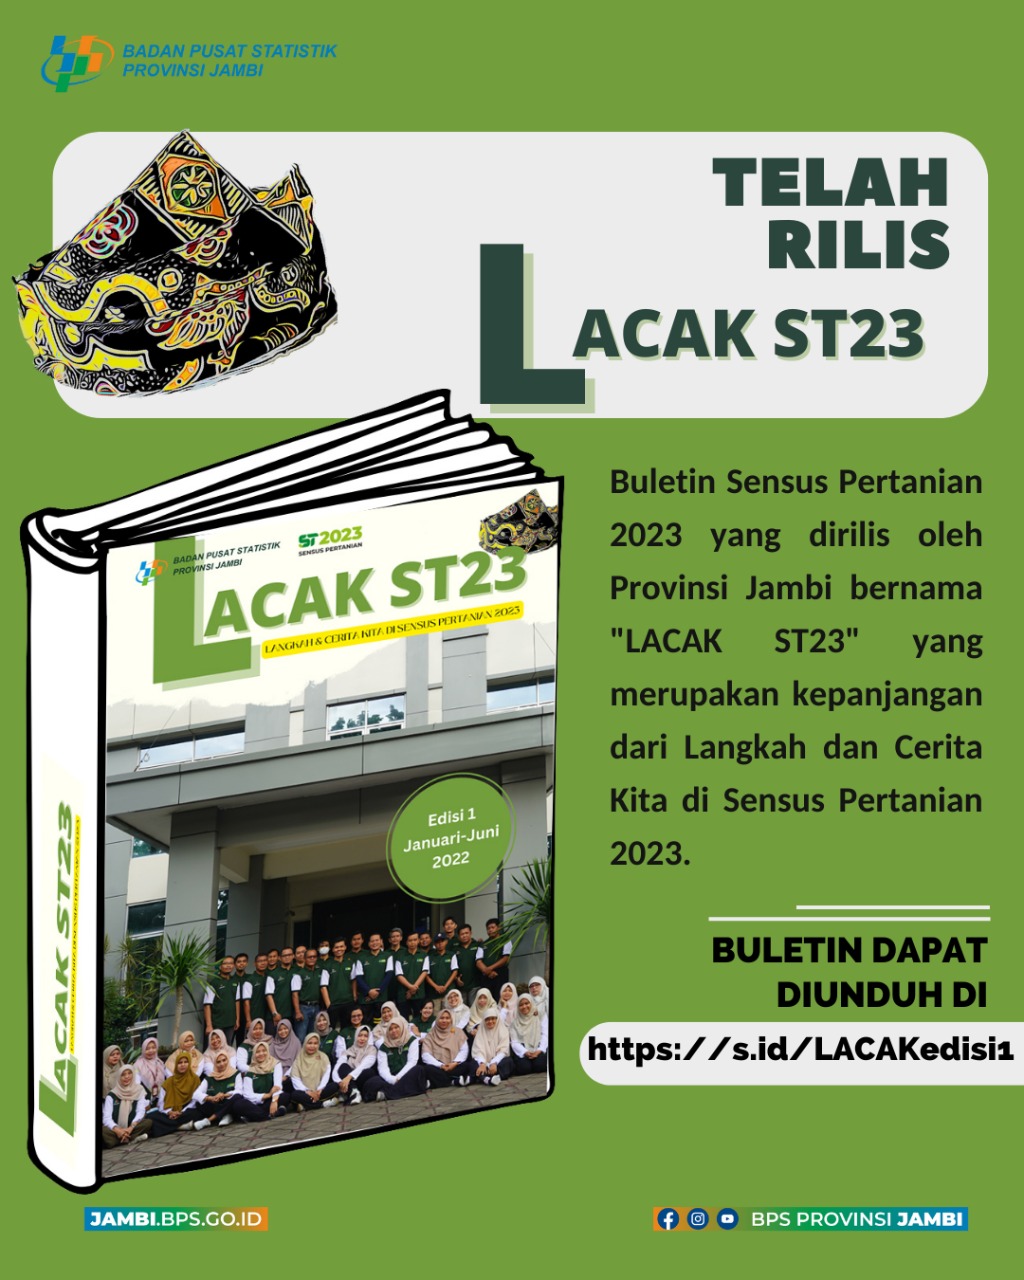 BADAN PUSAT STATISTIK
PROVINSI JAMBI
TELAH
RILIS
LACAK ST23
BADAN PUSAT STATISTIK
PROVINSI JAMBI
ST2023
SENSUS PERTANIAN
LACAK ST23
LANGKAH & CERITA KITA DI SENSUS PERTANIAN 2023
Edisi 1
Januari-Juni
2022
LACAK ST23
Buletin Sensus Pertanian
2023 yang dirilis oleh
Provinsi Jambi bernama
"LACAK ST23" yang
merupakan kepanjangan
dari Langkah dan Cerita
Kita di Sensus Pertanian
2023.
BULETIN DAPAT
DIUNDUH DI
https://s.id/LACAKedisi1
JAMBI.BPS.GO.ID
BPS PROVINSI JAMBI